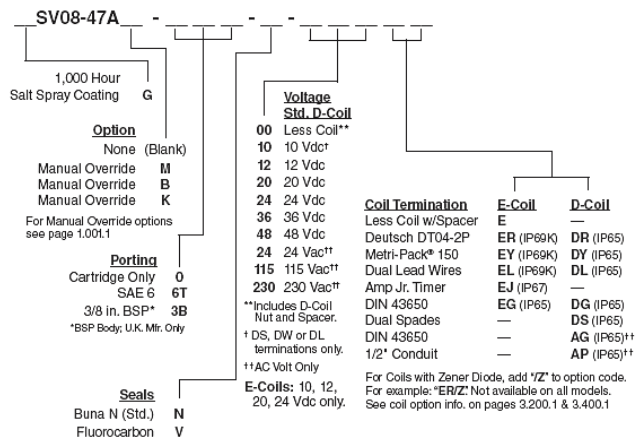 __SV08-47A__ - ____ - __ - ____ __
1,000 Hour
Salt Spray Coating G
Option
None (Blank)
Manual Override M
Manual Override B
Manual Override K
For Manual Override options
see page 1.001.1
Porting
Cartridge Only 0
SAE 6 6T
3/8 in. BSP* 3B
*BSP Body; U.K. Mfr. Only
Seals
Buna N (Std.) N
Fluorocarbon V
Voltage
Std. D-Coil
00 Less Coil**
10 10 Vdc†
12 12 Vdc
20 20 Vdc
24 24 Vdc
36 36 Vdc
48 48 Vdc
24 24 Vac††
115 115 Vac††
230 230 Vac††
**Includes D-Coil
Nut and Spacer.
† DS, DW or DL
terminations only.
††AC Volt Only
E-Coils: 10, 12,
20, 24 Vdc only.
Coil Termination E-Coil D-Coil
Less Coil w/Spacer E —
Deutsch DT04-2P ER (IP69K) DR (IP65)
Metri-Pack® 150 EY (IP69K) DY (IP65)
Dual Lead Wires EL (IP69K) DL (IP65)
Amp Jr. Timer EJ (IP67) —
DIN 43650 EG (IP65) DG (IP65)
Dual Spades — DS (IP65)
DIN 43650 — AG (IP65)††
1/2" Conduit — AP (IP65)††
For Coils with Zener Diode, add "/Z" to option code.
For example: "ER/Z." Not available on all models.
See coil option info. on pages 3.200.1 & 3.400.1